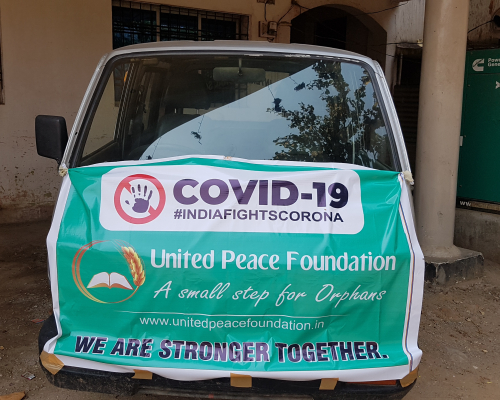 COVID-19
#INDIAFIGHTSCORONA
United Peace Foundation
A small step for Orphans
www.unitedpeacefoundation.in
WE ARE STRONGER TOGETHER.